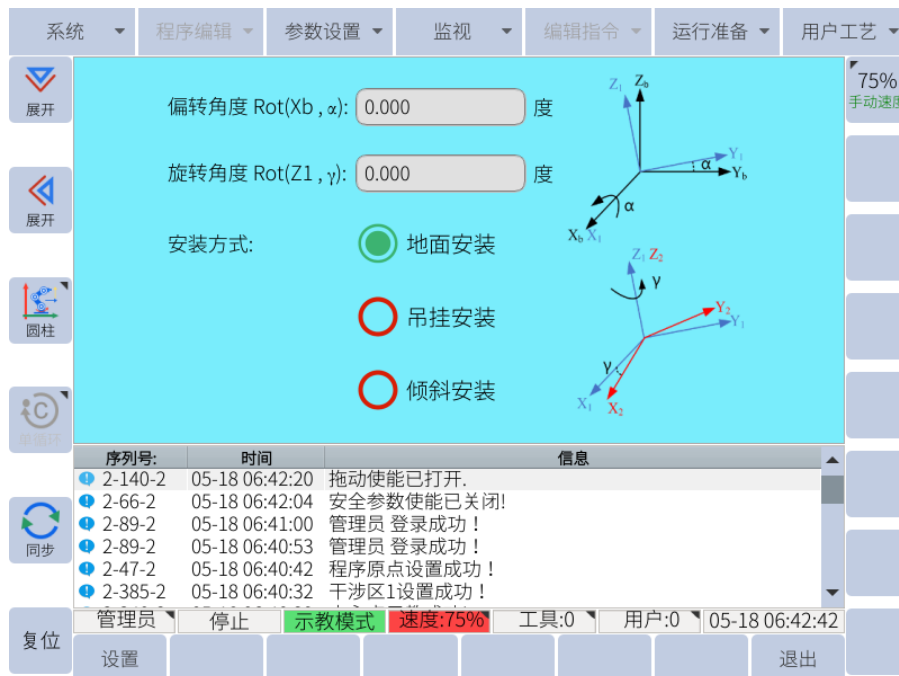 系统 程序编辑 参数设置 监视 编辑指令 运行准备 用户工艺
展开
偏转角度 Rot(Xb , α): 0.000 度
75%
手动速度
Z₁ Z_b
Y₁
α Y_b
α
X_b X₁
展开
旋转角度 Rot(Z1 , γ): 0.000 度
安装方式: 地面安装
吊挂安装
倾斜安装
Z₁ Z₂
γ
Y₂
Y₁
γ
X₁ X₂
圆柱
单循环
同步
复位
序列号: 时间 信息
2-140-2 05-18 06:42:20 拖动使能已打开.
2-66-2 05-18 06:42:04 安全参数使能已关闭!
2-89-2 05-18 06:41:00 管理员 登录成功！
2-89-2 05-18 06:40:53 管理员 登录成功！
2-47-2 05-18 06:40:42 程序原点设置成功！
2-385-2 05-18 06:40:32 干涉区1设置成功！
管理员 停止 示教模式 速度:75% 工具:0 用户:0 05-18 06:42:42
设置 退出